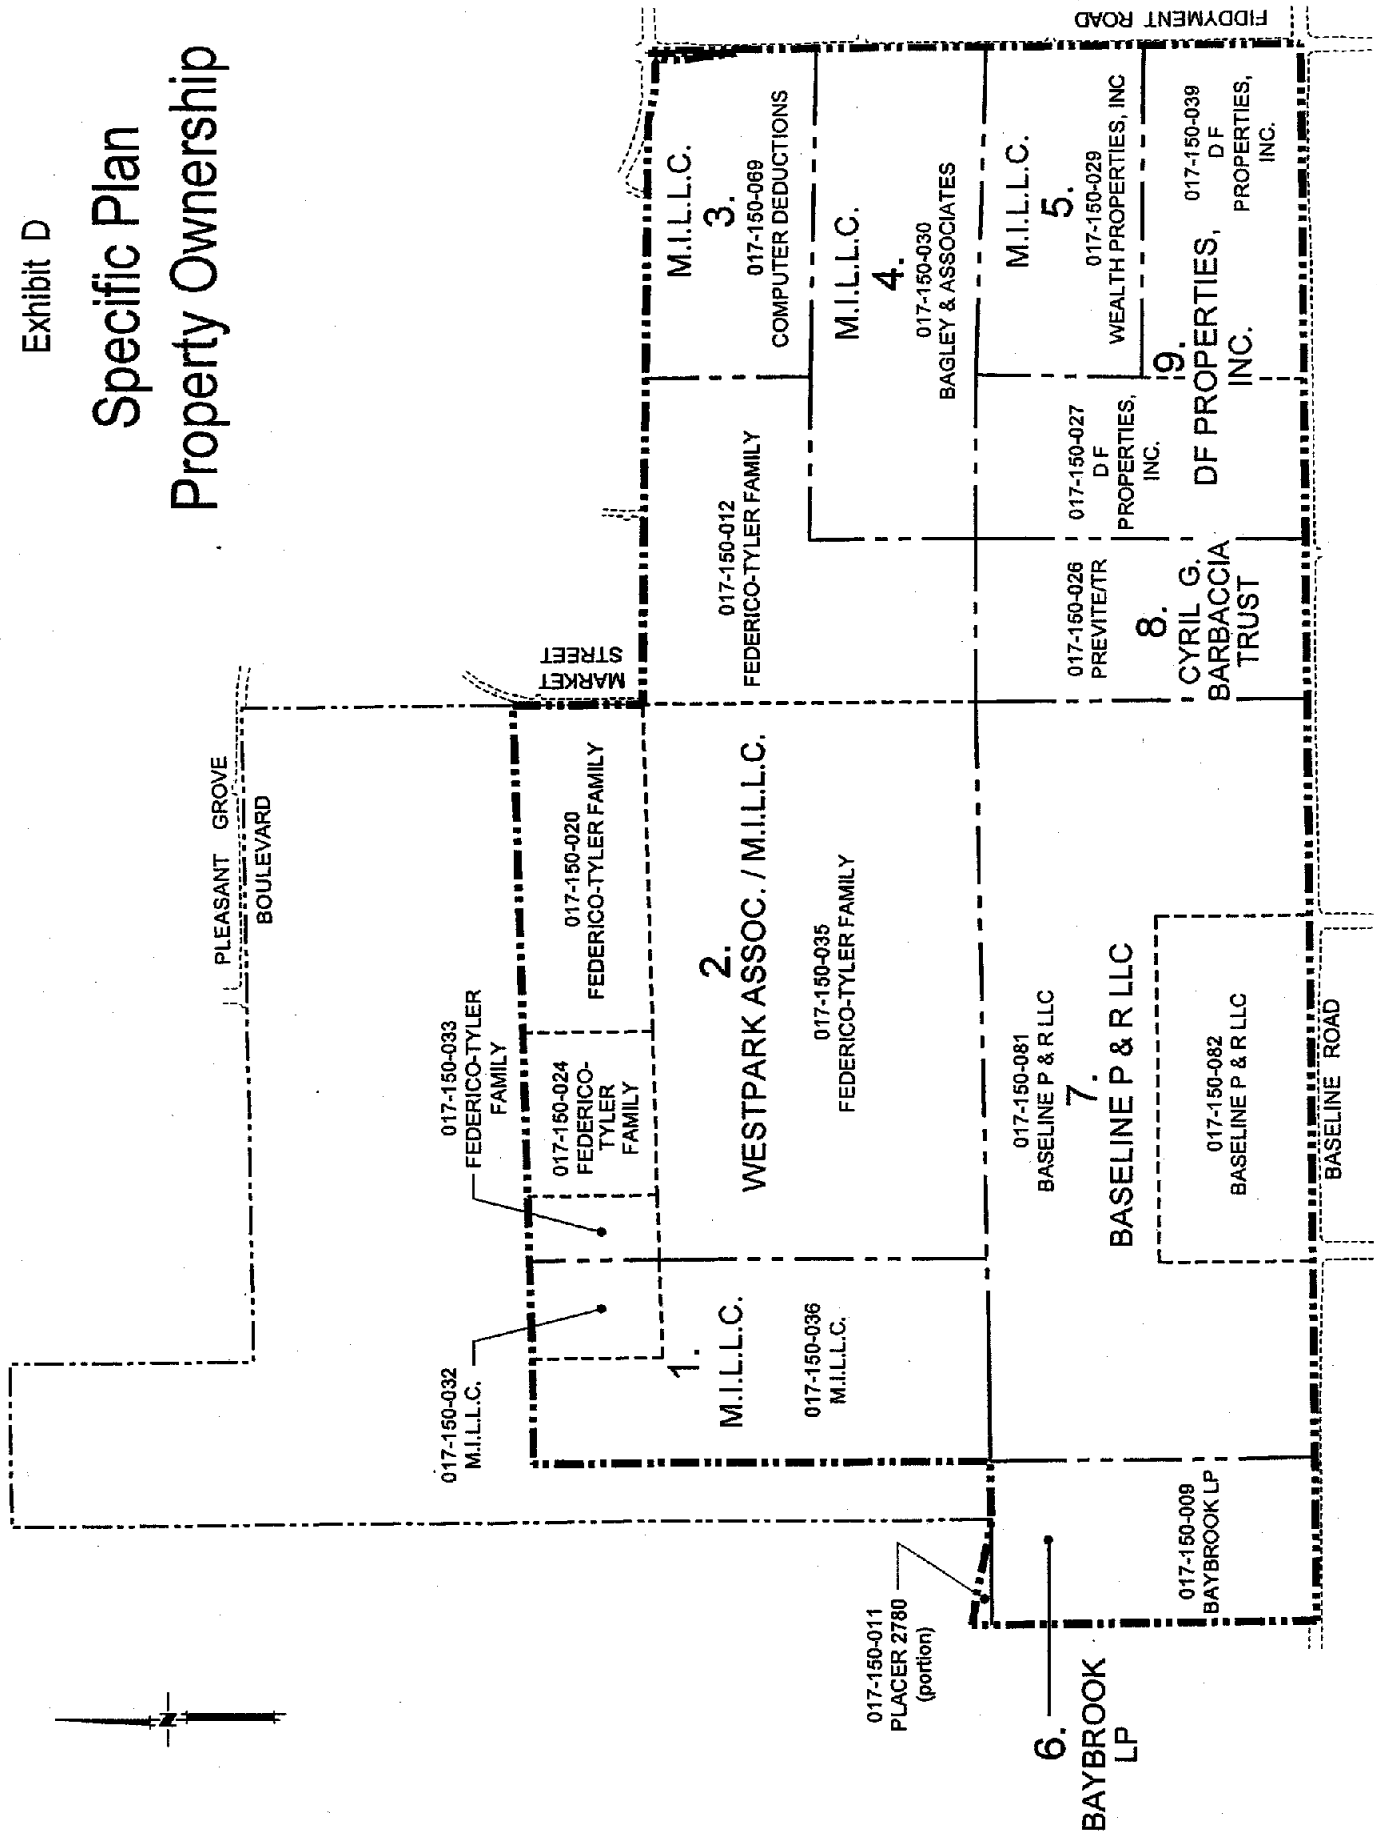 Exhibit D
Specific Plan
Property Ownership
PLEASANT GROVE
BOULEVARD
MARKET
STREET
FIDDYMENT ROAD
017-150-032
M.I.L.L.C.
017-150-033
FEDERICO-TYLER
FAMILY
017-150-024
FEDERICO-
TYLER
FAMILY
017-150-020
FEDERICO-TYLER FAMILY
1.
M.I.L.L.C.
017-150-036
M.I.L.L.C.
2.
WESTPARK ASSOC. / M.I.L.L.C.
017-150-035
FEDERICO-TYLER FAMILY
017-150-012
FEDERICO-TYLER FAMILY
M.I.L.L.C.
3.
017-150-069
COMPUTER DEDUCTIONS
M.I.L.L.C.
4.
017-150-030
BAGLEY & ASSOCIATES
M.I.L.L.C.
5.
017-150-029
WEALTH PROPERTIES, INC
017-150-011
PLACER 2780
(portion)
6.
BAYBROOK
LP
017-150-009
BAYBROOK LP
017-150-081
BASELINE P & R LLC
7.
BASELINE P & R LLC
017-150-082
BASELINE P & R LLC
017-150-026
PREVITE/TR
8.
CYRIL G.
BARBACCIA
TRUST
017-150-027
D F
PROPERTIES,
INC.
9.
DF PROPERTIES,
INC.
017-150-039
D F
PROPERTIES,
INC.
BASELINE ROAD
N